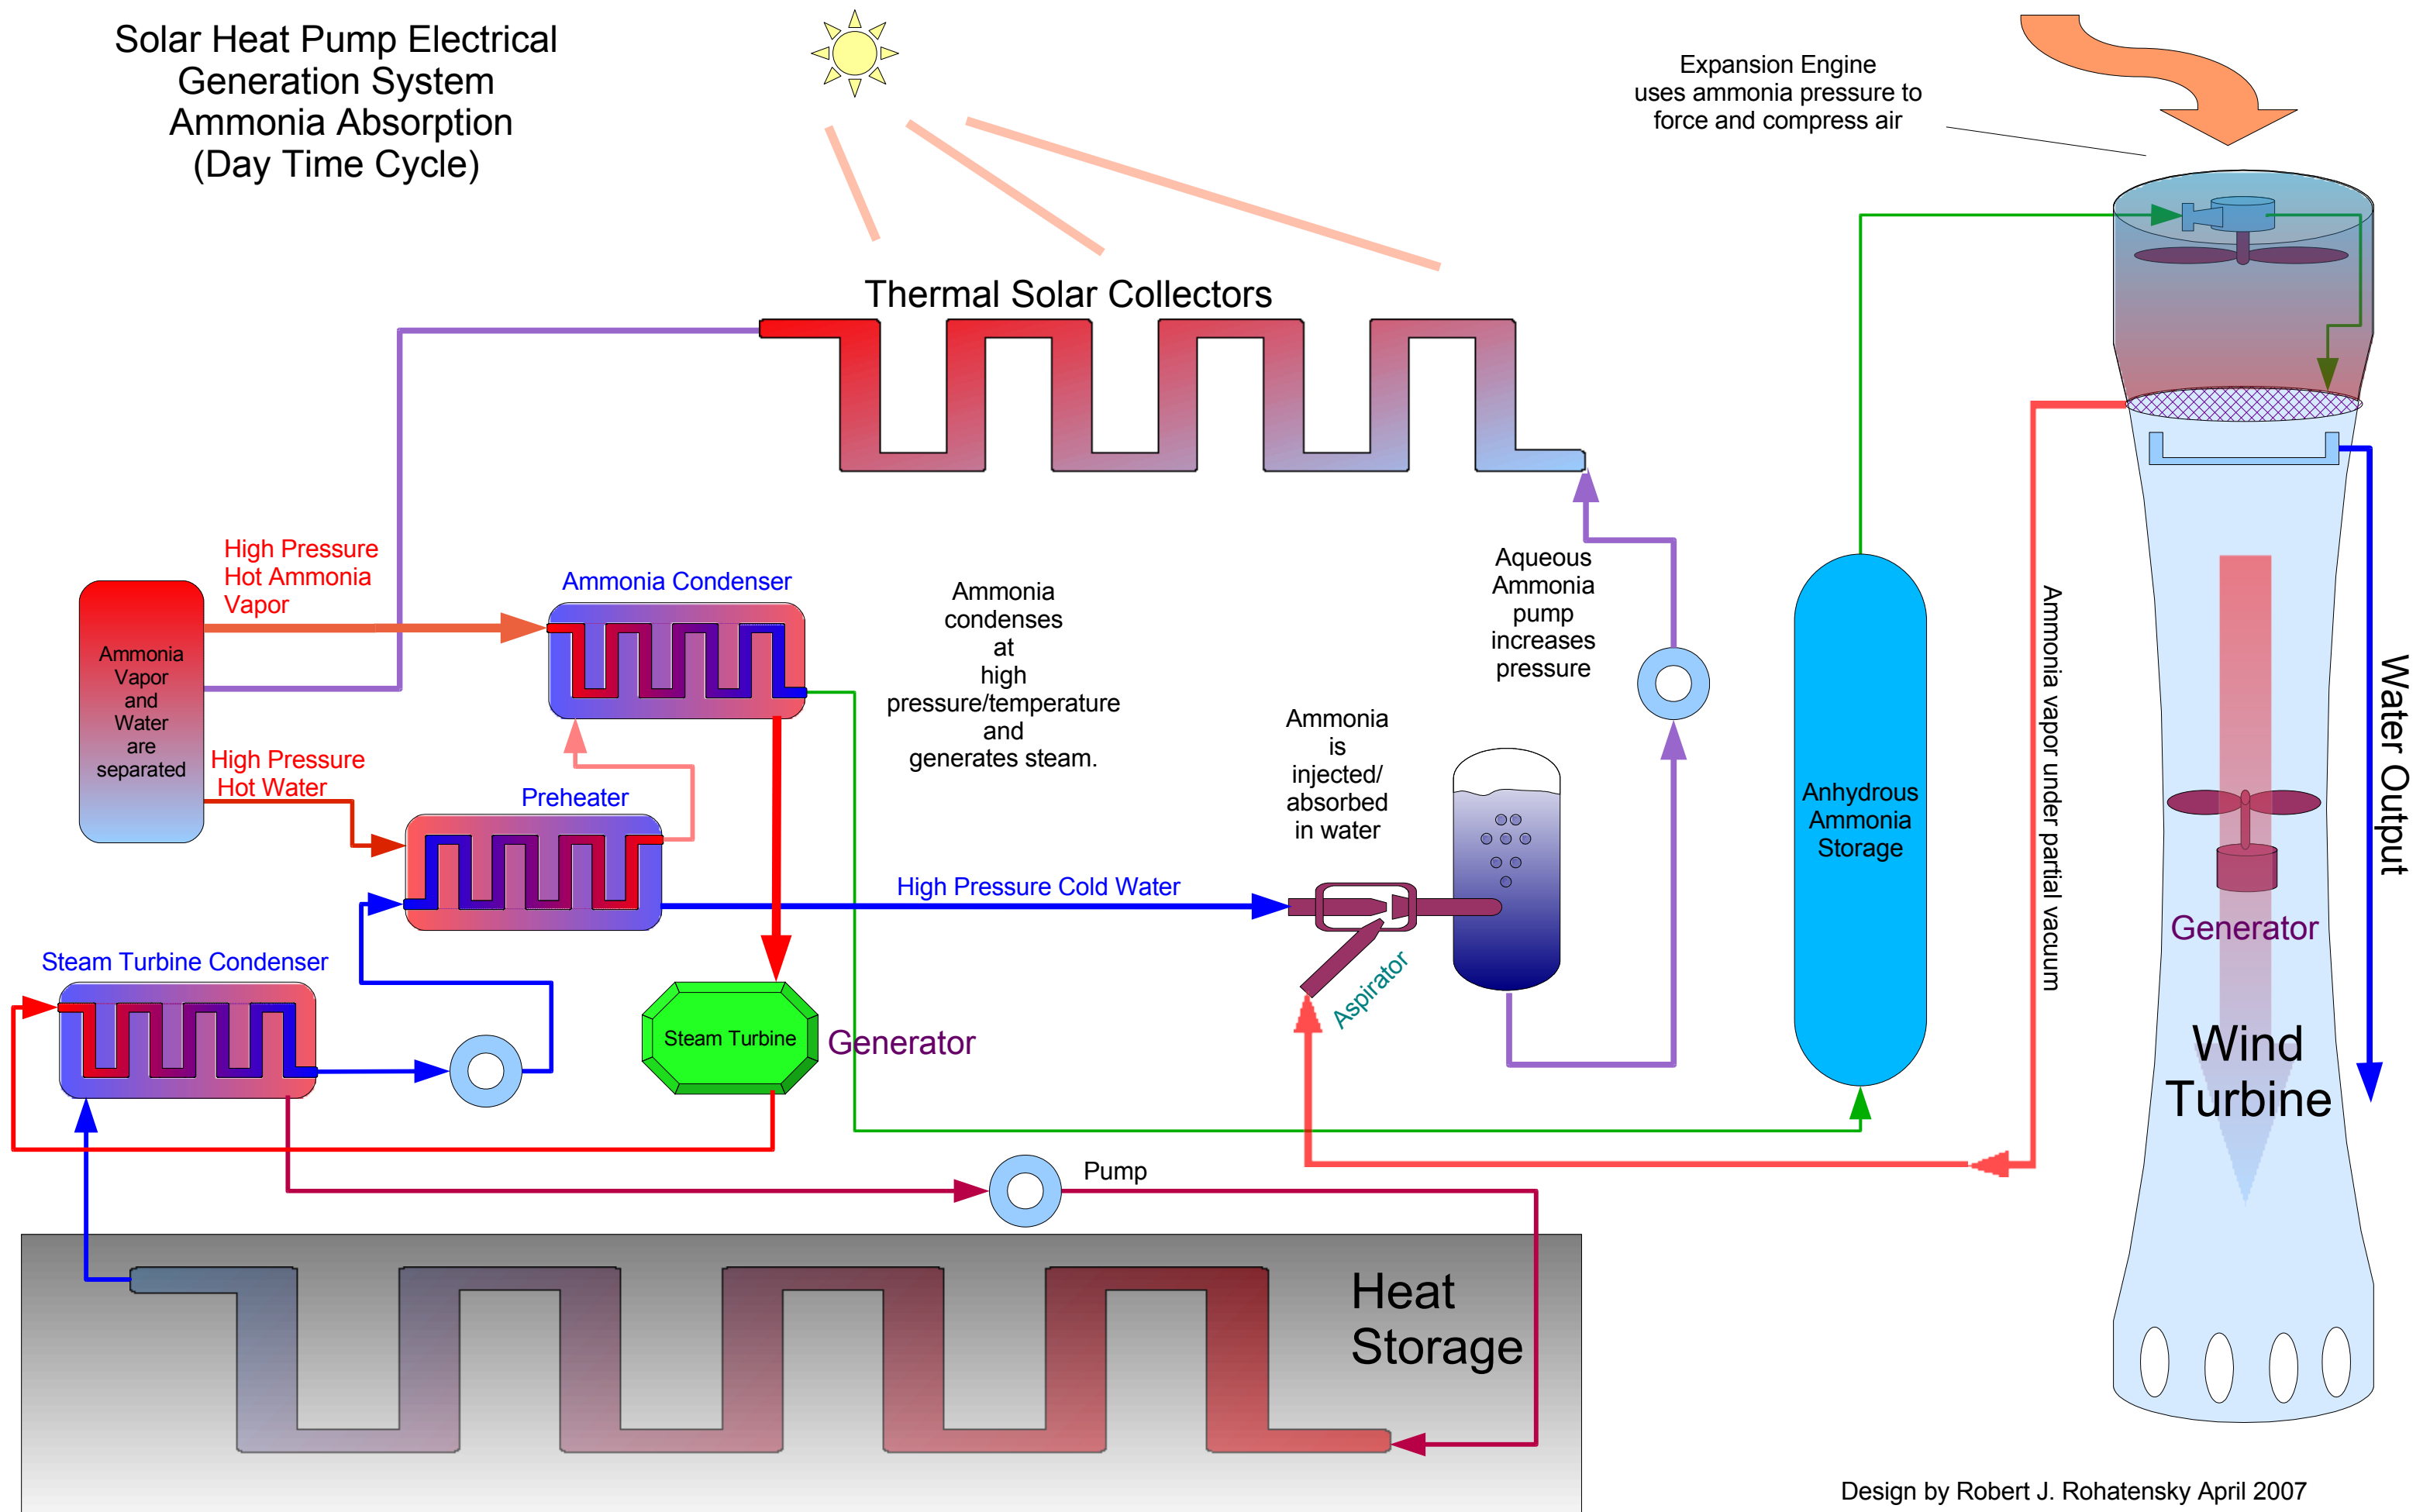 Solar Heat Pump Electrical
Generation System
Ammonia Absorption
(Day Time Cycle)
Expansion Engine
uses ammonia pressure to
force and compress air
Thermal Solar Collectors
High Pressure
Hot Ammonia
Vapor
Ammonia Condenser
Ammonia
condenses
at
high
pressure/temperature
and
generates steam.
Aqueous
Ammonia
pump
increases
pressure
Ammonia
Vapor
and
Water
are
separated
High Pressure
Hot Water
Preheater
Ammonia
is
injected/
absorbed
in water
Anhydrous
Ammonia
Storage
Ammonia vapor under partial vacuum
Water Output
High Pressure Cold Water
Steam Turbine Condenser
Aspirator
Steam Turbine
Generator
Generator
Wind
Turbine
Pump
Heat
Storage
Design by Robert J. Rohatensky April 2007